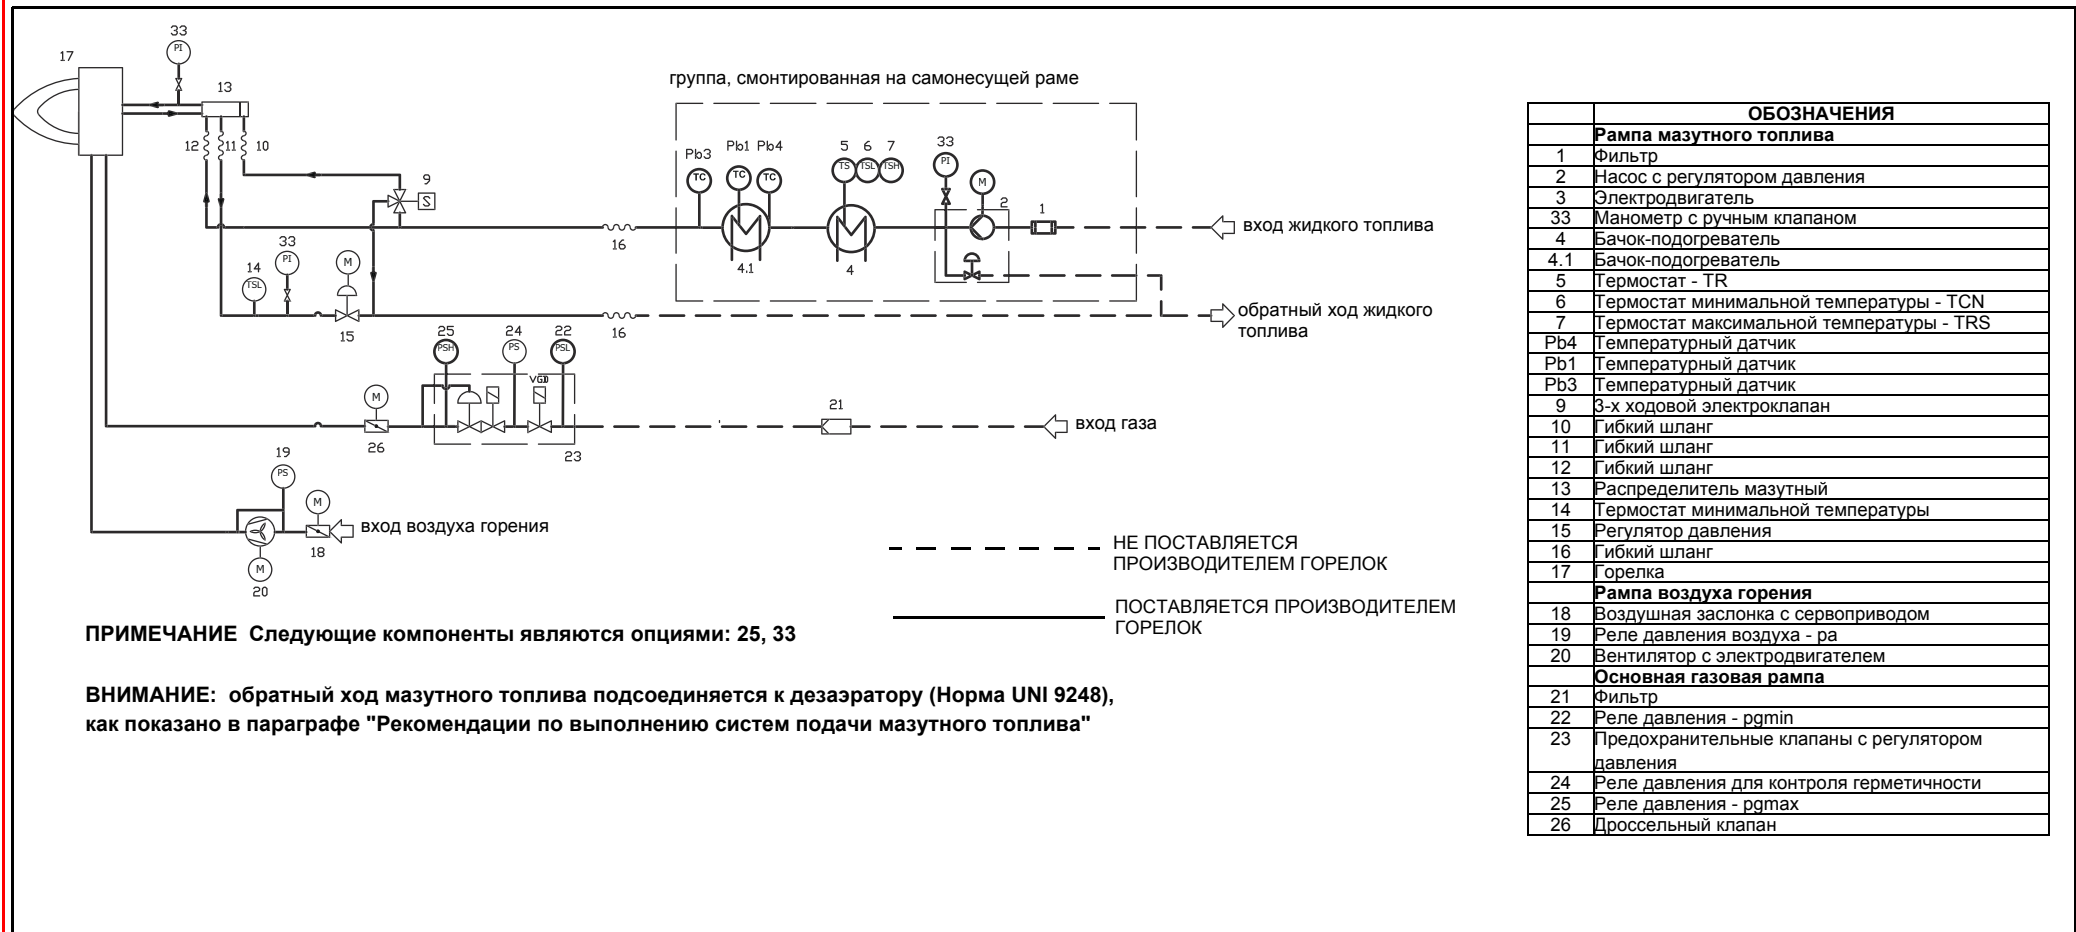 33
PI
17
13
12
11
10
9
S
группа, смонтированная на самонесущей раме
Pb3
Pb1
Pb4
5
6
7
33
TC
TC
TC
TS
TSL
TSH
PI
M
2
1
вход жидкого топлива
16
4.1
4
33
14
PI
M
TSL
15
16
обратный ход жидкого
топлива
25
24
22
PSH
PS
PSL
VGD
M
26
23
21
вход газа
19
PS
M
вход воздуха горения
18
M
20
НЕ ПОСТАВЛЯЕТСЯ
ПРОИЗВОДИТЕЛЕМ ГОРЕЛОК
ПОСТАВЛЯЕТСЯ ПРОИЗВОДИТЕЛЕМ
ГОРЕЛОК
ПРИМЕЧАНИЕ Следующие компоненты являются опциями: 25, 33
ВНИМАНИЕ: обратный ход мазутного топлива подсоединяется к дезаэратору (Норма UNI 9248),
как показано в параграфе "Рекомендации по выполнению систем подачи мазутного топлива"
ОБОЗНАЧЕНИЯ
Рампа мазутного топлива
1 Фильтр
2 Насос с регулятором давления
3 Электродвигатель
33 Манометр с ручным клапаном
4 Бачок-подогреватель
4.1 Бачок-подогреватель
5 Термостат - TR
6 Термостат минимальной температуры - TCN
7 Термостат максимальной температуры - TRS
Pb4 Температурный датчик
Pb1 Температурный датчик
Pb3 Температурный датчик
9 3-х ходовой электроклапан
10 Гибкий шланг
11 Гибкий шланг
12 Гибкий шланг
13 Распределитель мазутный
14 Термостат минимальной температуры
15 Регулятор давления
16 Гибкий шланг
17 Горелка
Рампа воздуха горения
18 Воздушная заслонка с сервоприводом
19 Реле давления воздуха - ра
20 Вентилятор с электродвигателем
Основная газовая рампа
21 Фильтр
22 Реле давления - pgmin
23 Предохранительные клапаны с регулятором
давления
24 Реле давления для контроля герметичности
25 Реле давления - pgmax
26 Дроссельный клапан